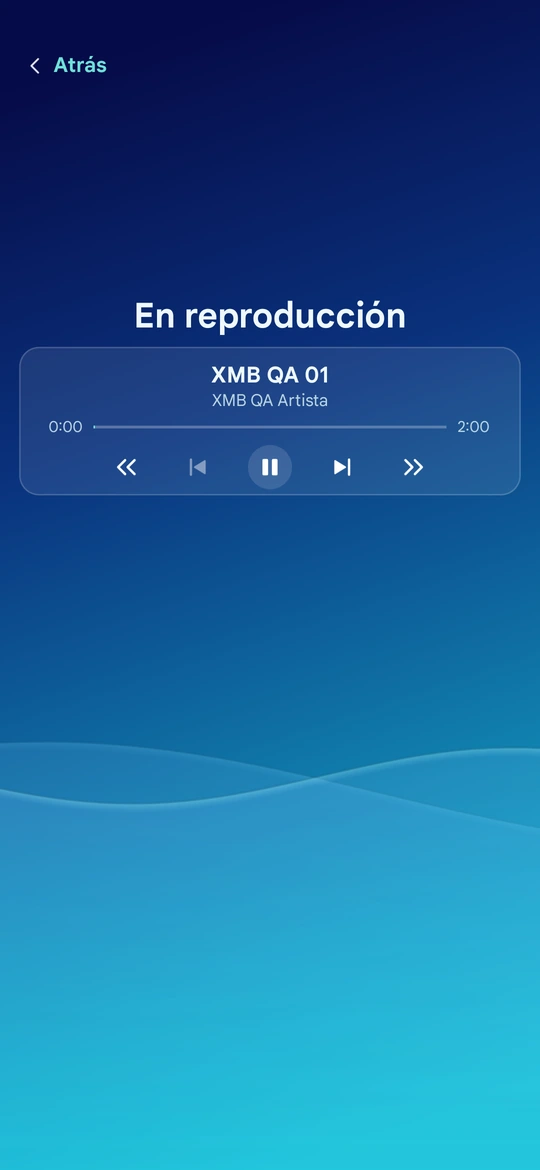 Atrás
En reproducción
XMB QA 01
XMB QA Artista
0:00 2:00